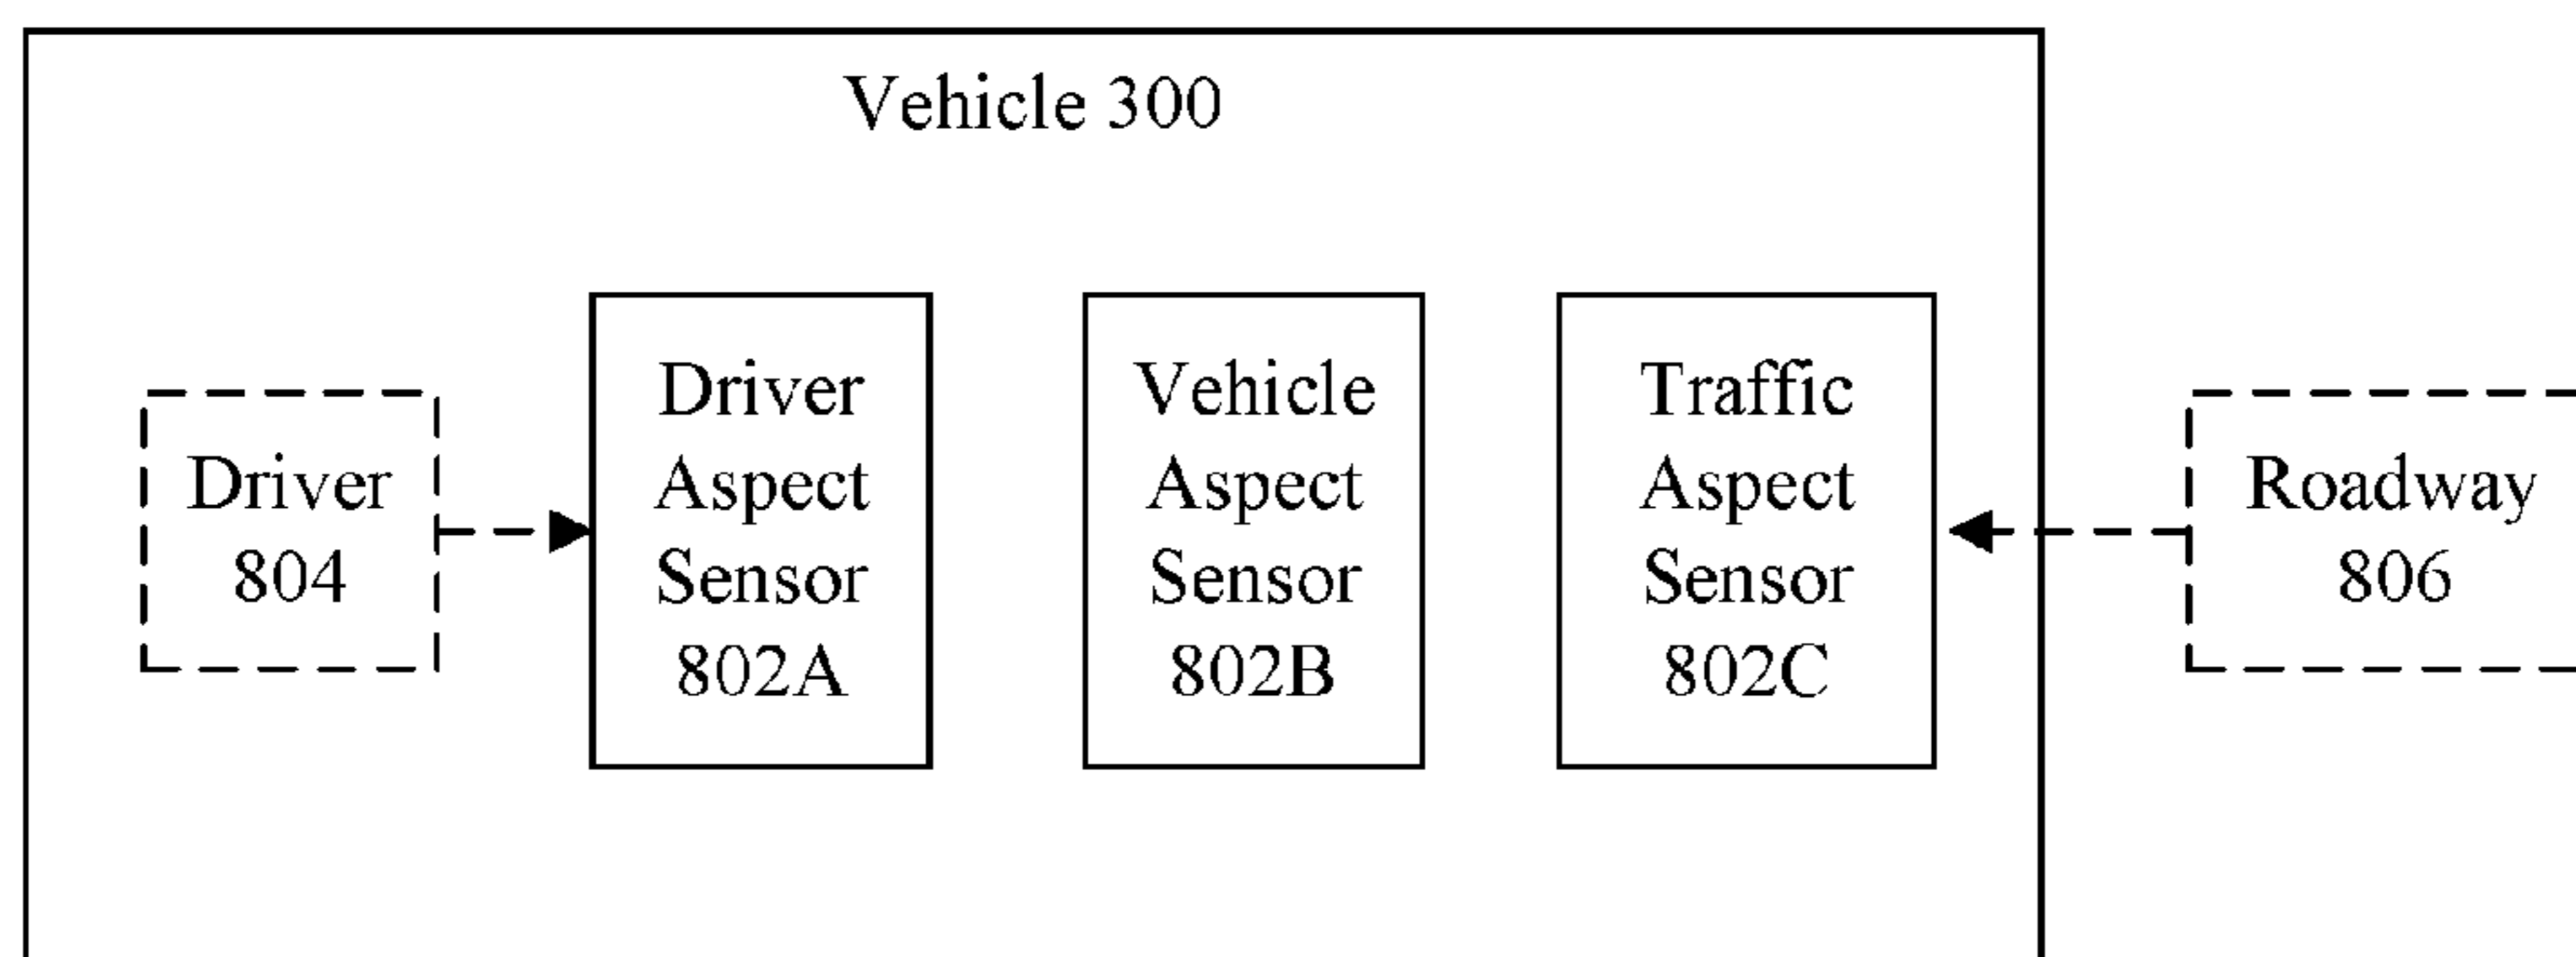 Vehicle 300
Driver
804
Driver
Aspect
Sensor
802A
Vehicle
Aspect
Sensor
802B
Traffic
Aspect
Sensor
802C
Roadway
806